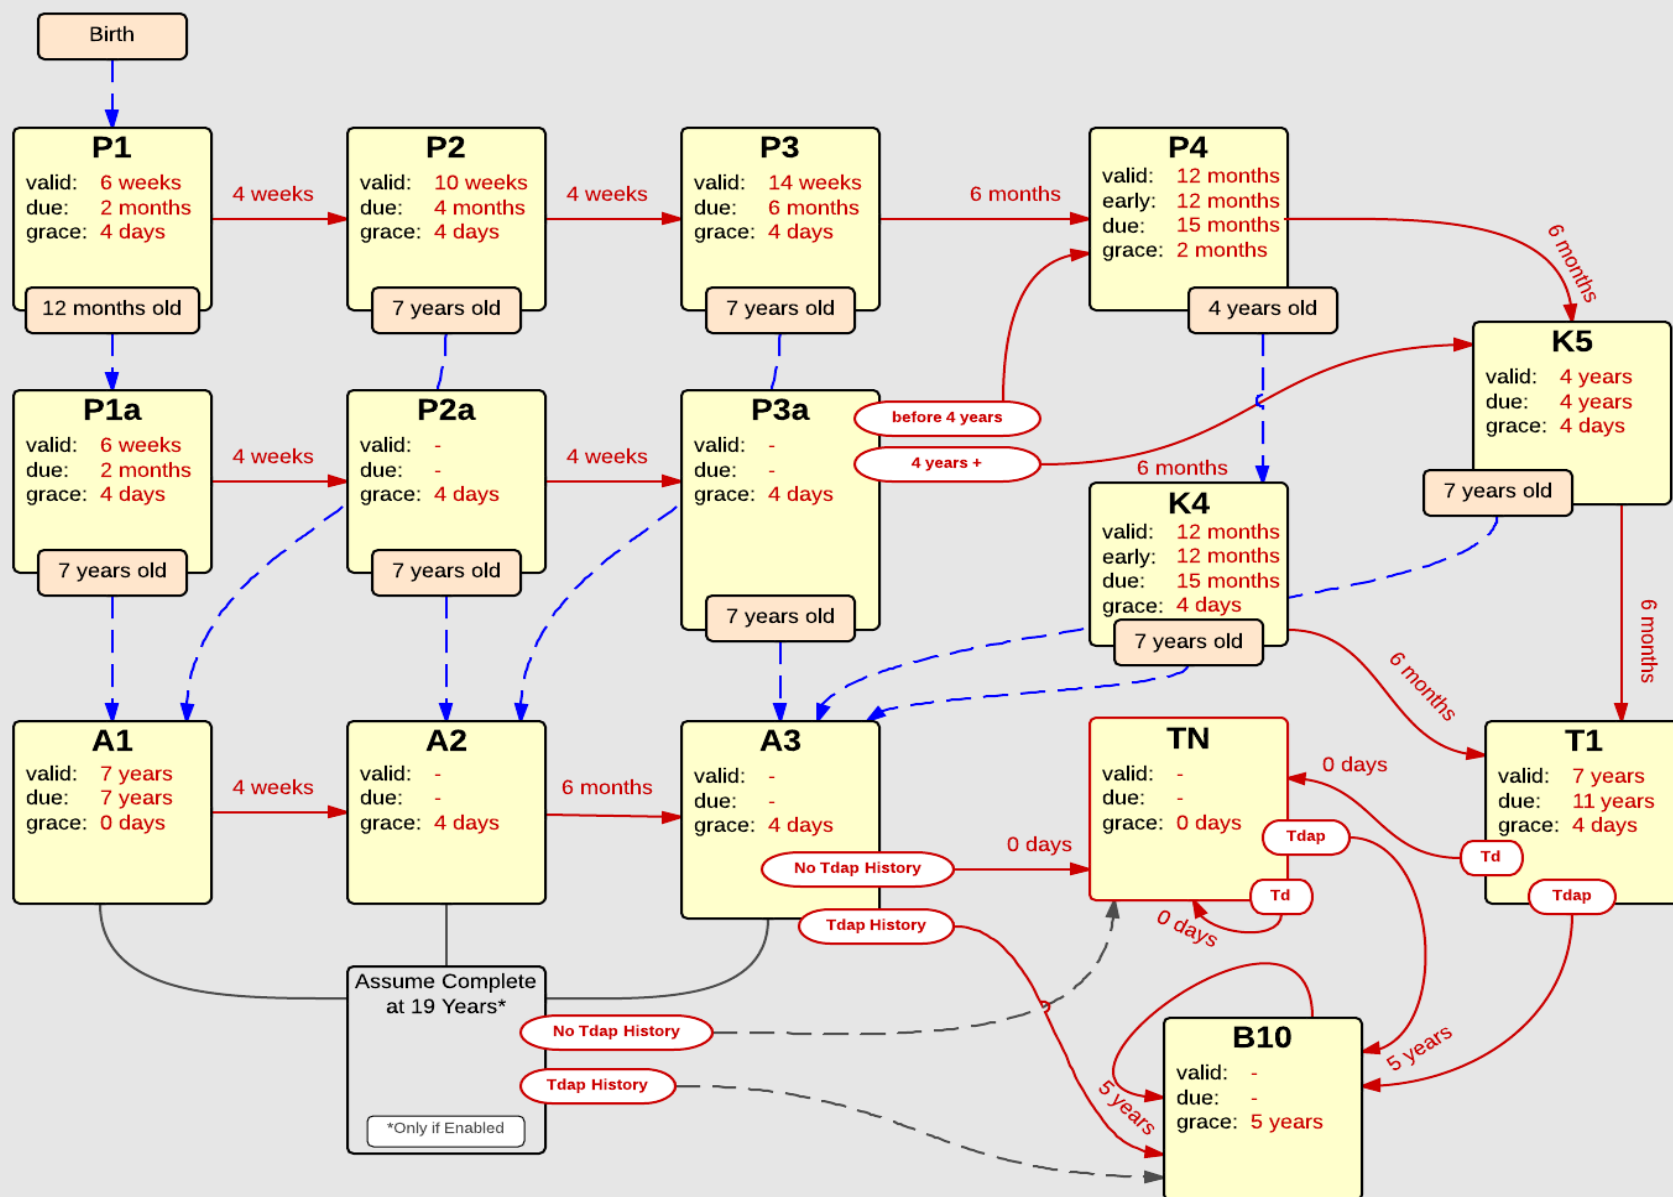 Birth
P1
valid: 6 weeks
due: 2 months
grace: 4 days
12 months old
4 weeks
P2
valid: 10 weeks
due: 4 months
grace: 4 days
7 years old
4 weeks
P3
valid: 14 weeks
due: 6 months
grace: 4 days
7 years old
6 months
P4
valid: 12 months
early: 12 months
due: 15 months
grace: 2 months
4 years old
6 months
K5
valid: 4 years
due: 4 years
grace: 4 days
7 years old
P1a
valid: 6 weeks
due: 2 months
grace: 4 days
7 years old
4 weeks
P2a
valid: -
due: -
grace: 4 days
7 years old
4 weeks
P3a
valid: -
due: -
grace: 4 days
7 years old
before 4 years
4 years +
6 months
K4
valid: 12 months
early: 12 months
due: 15 months
grace: 4 days
7 years old
6 months
6 months
A1
valid: 7 years
due: 7 years
grace: 0 days
4 weeks
A2
valid: -
due: -
grace: 4 days
6 months
A3
valid: -
due: -
grace: 4 days
No Tdap History
Tdap History
0 days
TN
valid: -
due: -
grace: 0 days
Tdap
Td
0 days
0 days
T1
valid: 7 years
due: 11 years
grace: 4 days
Td
Tdap
Assume Complete
at 19 Years*
No Tdap History
Tdap History
*Only if Enabled
5 years
5 years
B10
valid: -
due: -
grace: 5 years